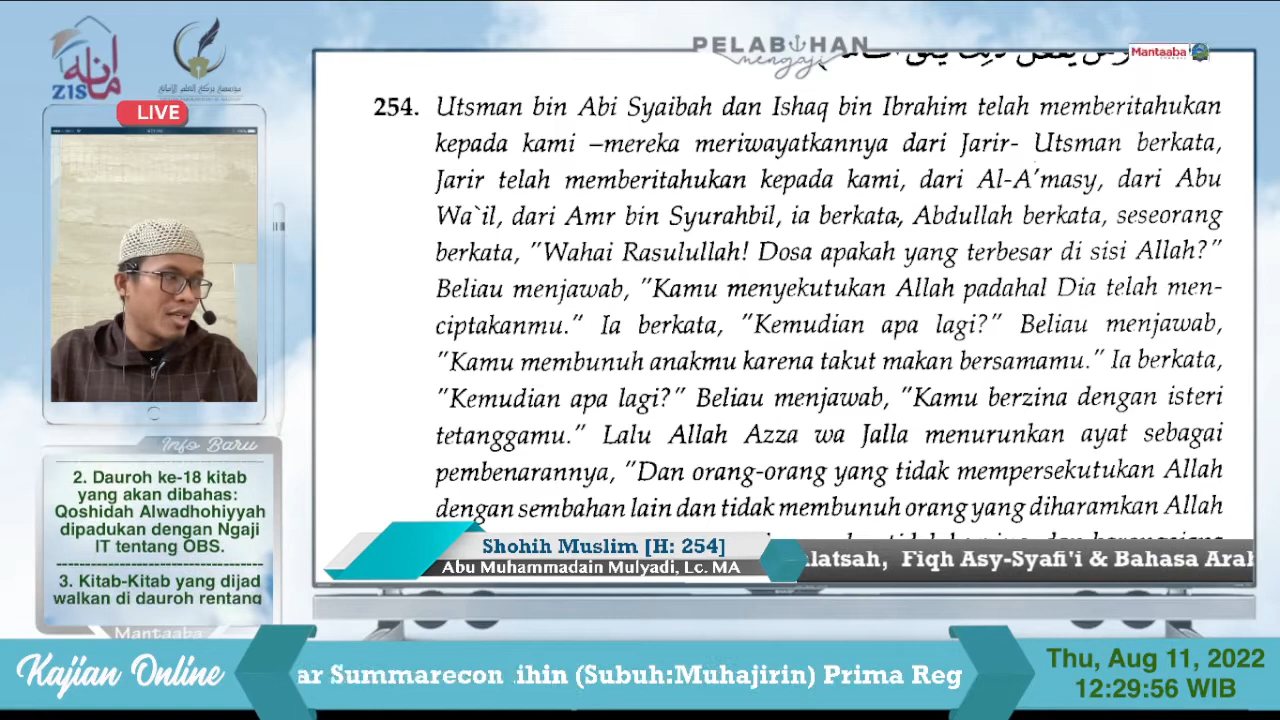 ZIS
LIVE
PELABUHAN
mengaji
Mantaaba
254. Utsman bin Abi Syaibah dan Ishaq bin Ibrahim telah memberitahukan
kepada kami –mereka meriwayatkannya dari Jarir- Utsman berkata,
Jarir telah memberitahukan kepada kami, dari Al-A'masy, dari Abu
Wa`il, dari Amr bin Syurahbil, ia berkata, Abdullah berkata, seseorang
berkata, "Wahai Rasulullah! Dosa apakah yang terbesar di sisi Allah?"
Beliau menjawab, "Kamu menyekutukan Allah padahal Dia telah men-
ciptakanmu." Ia berkata, "Kemudian apa lagi?" Beliau menjawab,
"Kamu membunuh anakmu karena takut makan bersamamu." Ia berkata,
"Kemudian apa lagi?" Beliau menjawab, "Kamu berzina dengan isteri
tetanggamu." Lalu Allah Azza wa Jalla menurunkan ayat sebagai
pembenarannya, "Dan orang-orang yang tidak mempersekutukan Allah
dengan sembahan lain dan tidak membunuh orang yang diharamkan Allah
Info Baru
2. Dauroh ke-18 kitab
yang akan dibahas:
Qoshidah Alwadhohiyyah
dipadukan dengan Ngaji
IT tentang OBS.
3. Kitab-Kitab yang dijad
walkan di dauroh rentang
Mantaaba
Shohih Muslim [H: 254]
Abu Muhammadain Mulyadi, Lc. MA
latsah, Fiqh Asy-Syafi'i & Bahasa Arab
Kajian Online
ar Summarecon ihin (Subuh:Muhajirin) Prima Reg
Thu, Aug 11, 2022
12:29:56 WIB